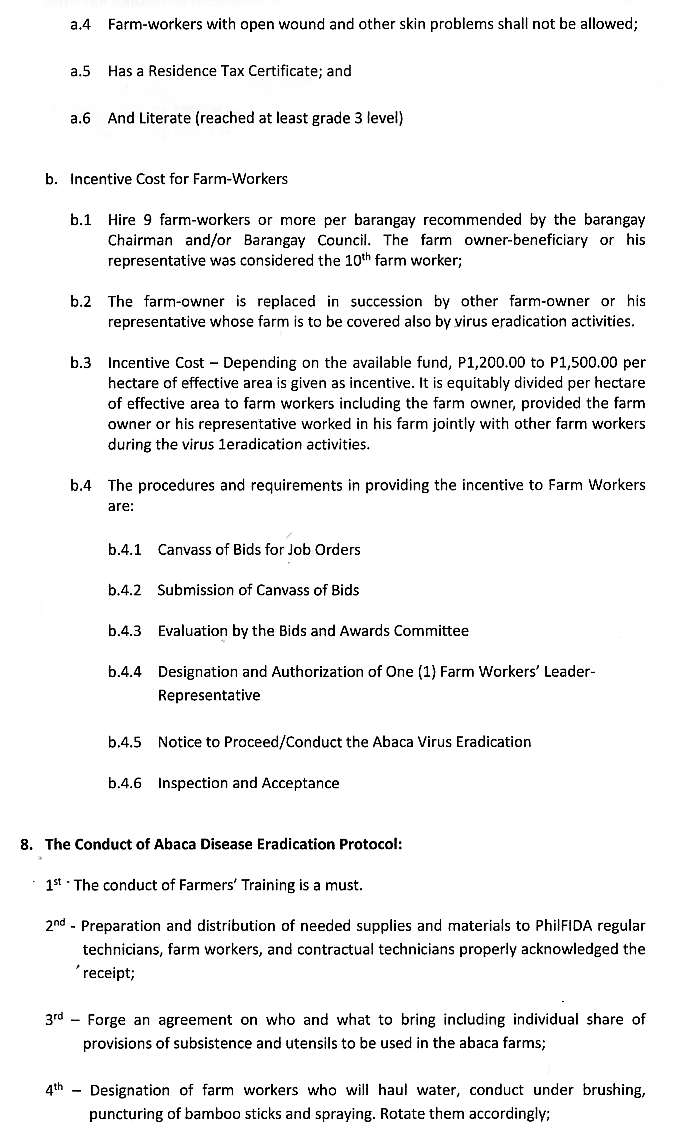 a.4 Farm-workers with open wound and other skin problems shall not be allowed;
a.5 Has a Residence Tax Certificate; and
a.6 And Literate (reached at least grade 3 level)
b. Incentive Cost for Farm-Workers
b.1 Hire 9 farm-workers or more per barangay recommended by the barangay
Chairman and/or Barangay Council. The farm owner-beneficiary or his
representative was considered the 10th farm worker;
b.2 The farm-owner is replaced in succession by other farm-owner or his
representative whose farm is to be covered also by virus eradication activities.
b.3 Incentive Cost – Depending on the available fund, P1,200.00 to P1,500.00 per
hectare of effective area is given as incentive. It is equitably divided per hectare
of effective area to farm workers including the farm owner, provided the farm
owner or his representative worked in his farm jointly with other farm workers
during the virus 1eradication activities.
b.4 The procedures and requirements in providing the incentive to Farm Workers
are:
b.4.1 Canvass of Bids for Job Orders
b.4.2 Submission of Canvass of Bids
b.4.3 Evaluation by the Bids and Awards Committee
b.4.4 Designation and Authorization of One (1) Farm Workers' Leader-
Representative
b.4.5 Notice to Proceed/Conduct the Abaca Virus Eradication
b.4.6 Inspection and Acceptance
8. The Conduct of Abaca Disease Eradication Protocol:
1st - The conduct of Farmers' Training is a must.
2nd - Preparation and distribution of needed supplies and materials to PhilFIDA regular
technicians, farm workers, and contractual technicians properly acknowledged the
receipt;
3rd – Forge an agreement on who and what to bring including individual share of
provisions of subsistence and utensils to be used in the abaca farms;
4th – Designation of farm workers who will haul water, conduct under brushing,
puncturing of bamboo sticks and spraying. Rotate them accordingly;